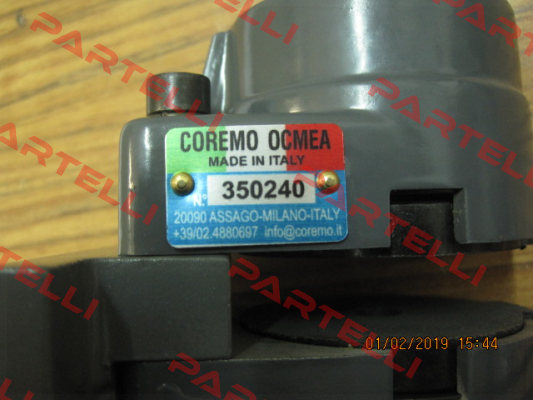 COREMO OCMEA
MADE IN ITALY
N.° 350240
20090 ASSAGO-MILANO-ITALY
+39/02.4880697 info@coremo.it
01/02/2019 15:44
PARTELLI
PARTELLI
PARTELLI
PARTELLI
PARTELLI
PARTELLI